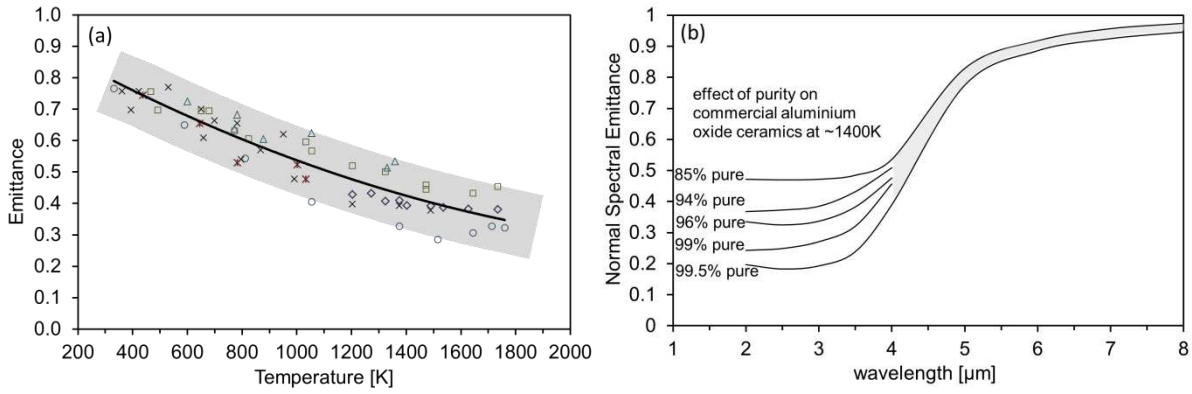 (a)
Emittance
1.0
0.9
0.8
0.7
0.6
0.5
0.4
0.3
0.2
0.1
0.0
200 400 600 800 1000 1200 1400 1600 1800 2000
Temperature [K]
(b)
Normal Spectral Emittance
1
0.9
0.8
0.7
0.6
0.5
0.4
0.3
0.2
0.1
0
effect of purity on
commercial aluminium
oxide ceramics at ~1400K
85% pure
94% pure
96% pure
99% pure
99.5% pure
1 2 3 4 5 6 7 8
wavelength [µm]